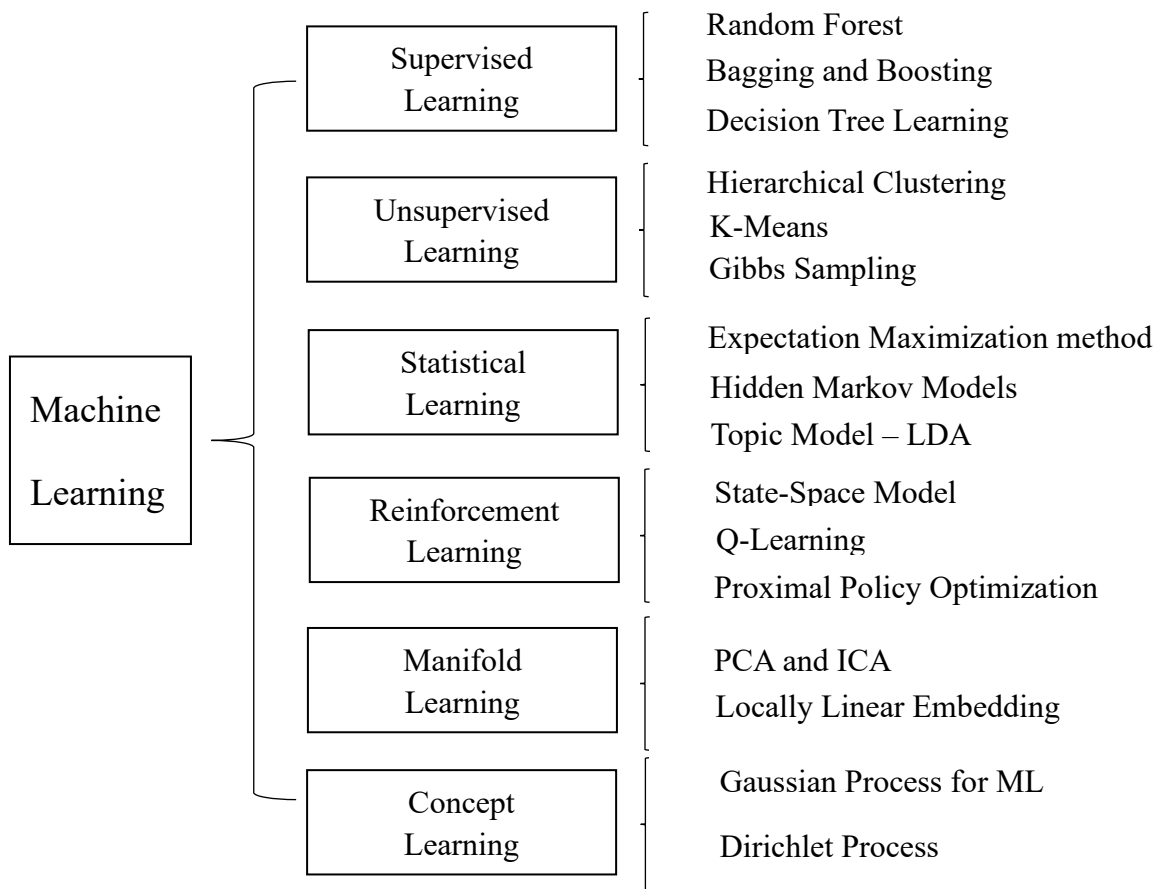 Machine
Learning
Supervised
Learning
Random Forest
Bagging and Boosting
Decision Tree Learning
Unsupervised
Learning
Hierarchical Clustering
K-Means
Gibbs Sampling
Statistical
Learning
Expectation Maximization method
Hidden Markov Models
Topic Model – LDA
Reinforcement
Learning
State-Space Model
Q-Learning
Proximal Policy Optimization
Manifold
Learning
PCA and ICA
Locally Linear Embedding
Concept
Learning
Gaussian Process for ML
Dirichlet Process